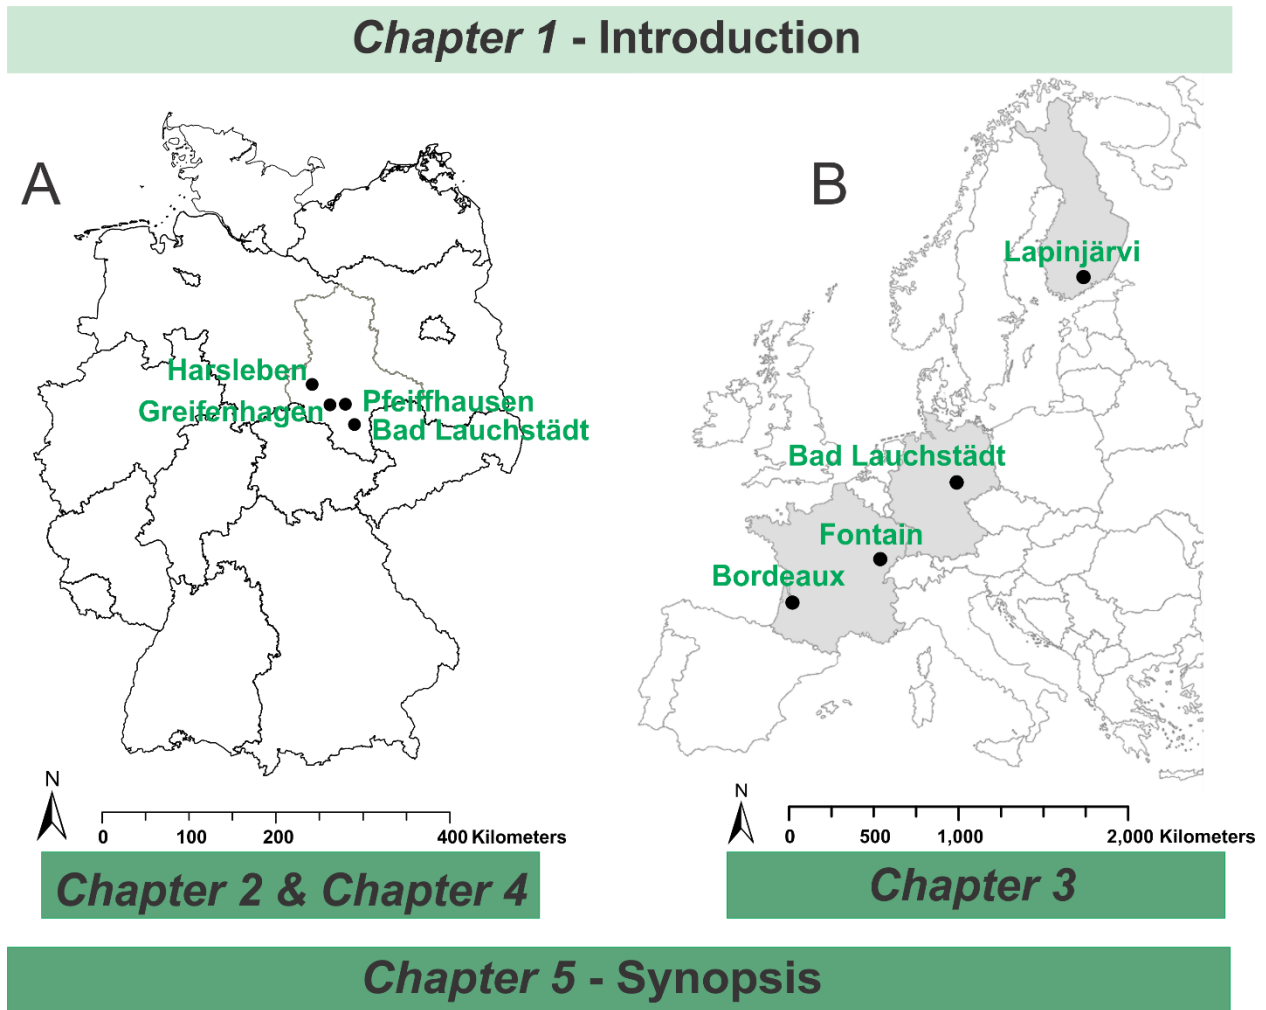 Chapter 1 - Introduction
A
Harsleben
Greifenhagen
Pfeiffhausen
Bad Lauchstädt
N
0 100 200 400 Kilometers
Chapter 2 & Chapter 4
B
Lapinjärvi
Bad Lauchstädt
Fontain
Bordeaux
N
0 500 1,000 2,000 Kilometers
Chapter 3
Chapter 5 - Synopsis